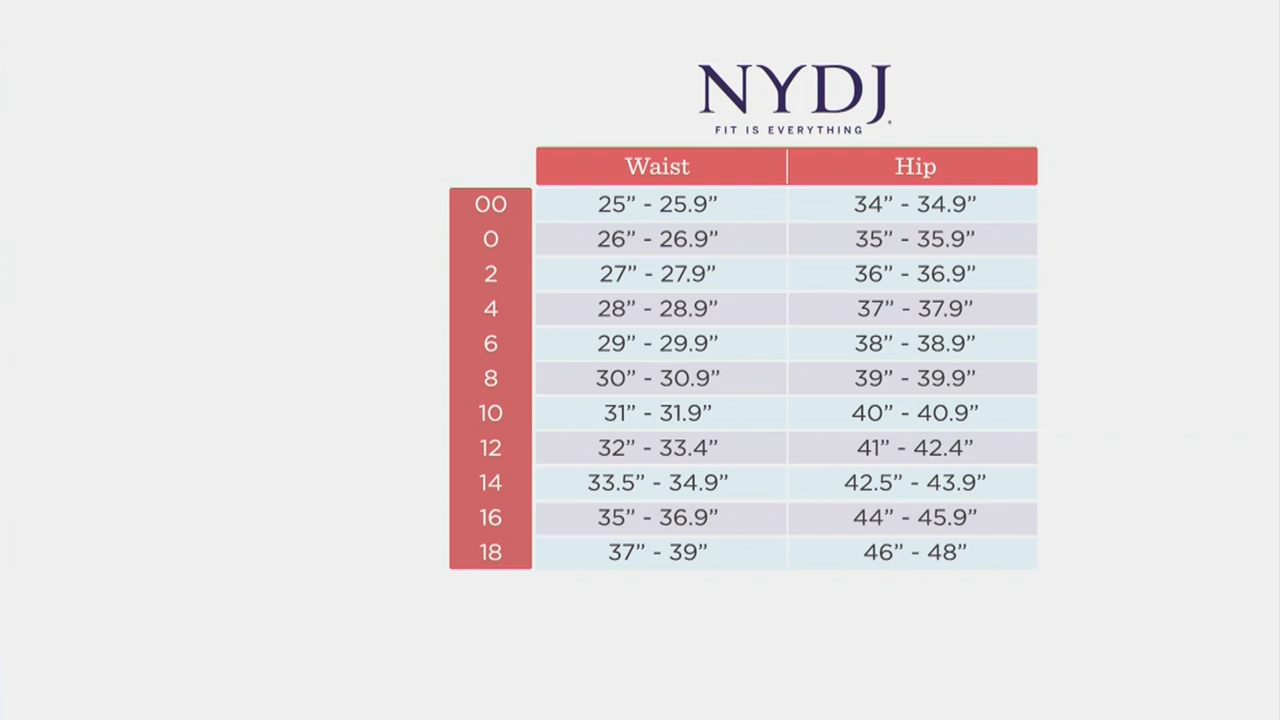 NYDJ
FIT IS EVERYTHING
Waist Hip
00 25” - 25.9” 34” - 34.9”
0 26” - 26.9” 35” - 35.9”
2 27” - 27.9” 36” - 36.9”
4 28” - 28.9” 37” - 37.9”
6 29” - 29.9” 38” - 38.9”
8 30” - 30.9” 39” - 39.9”
10 31” - 31.9” 40” - 40.9”
12 32” - 33.4” 41” - 42.4”
14 33.5” - 34.9” 42.5” - 43.9”
16 35” - 36.9” 44” - 45.9”
18 37” - 39” 46” - 48”